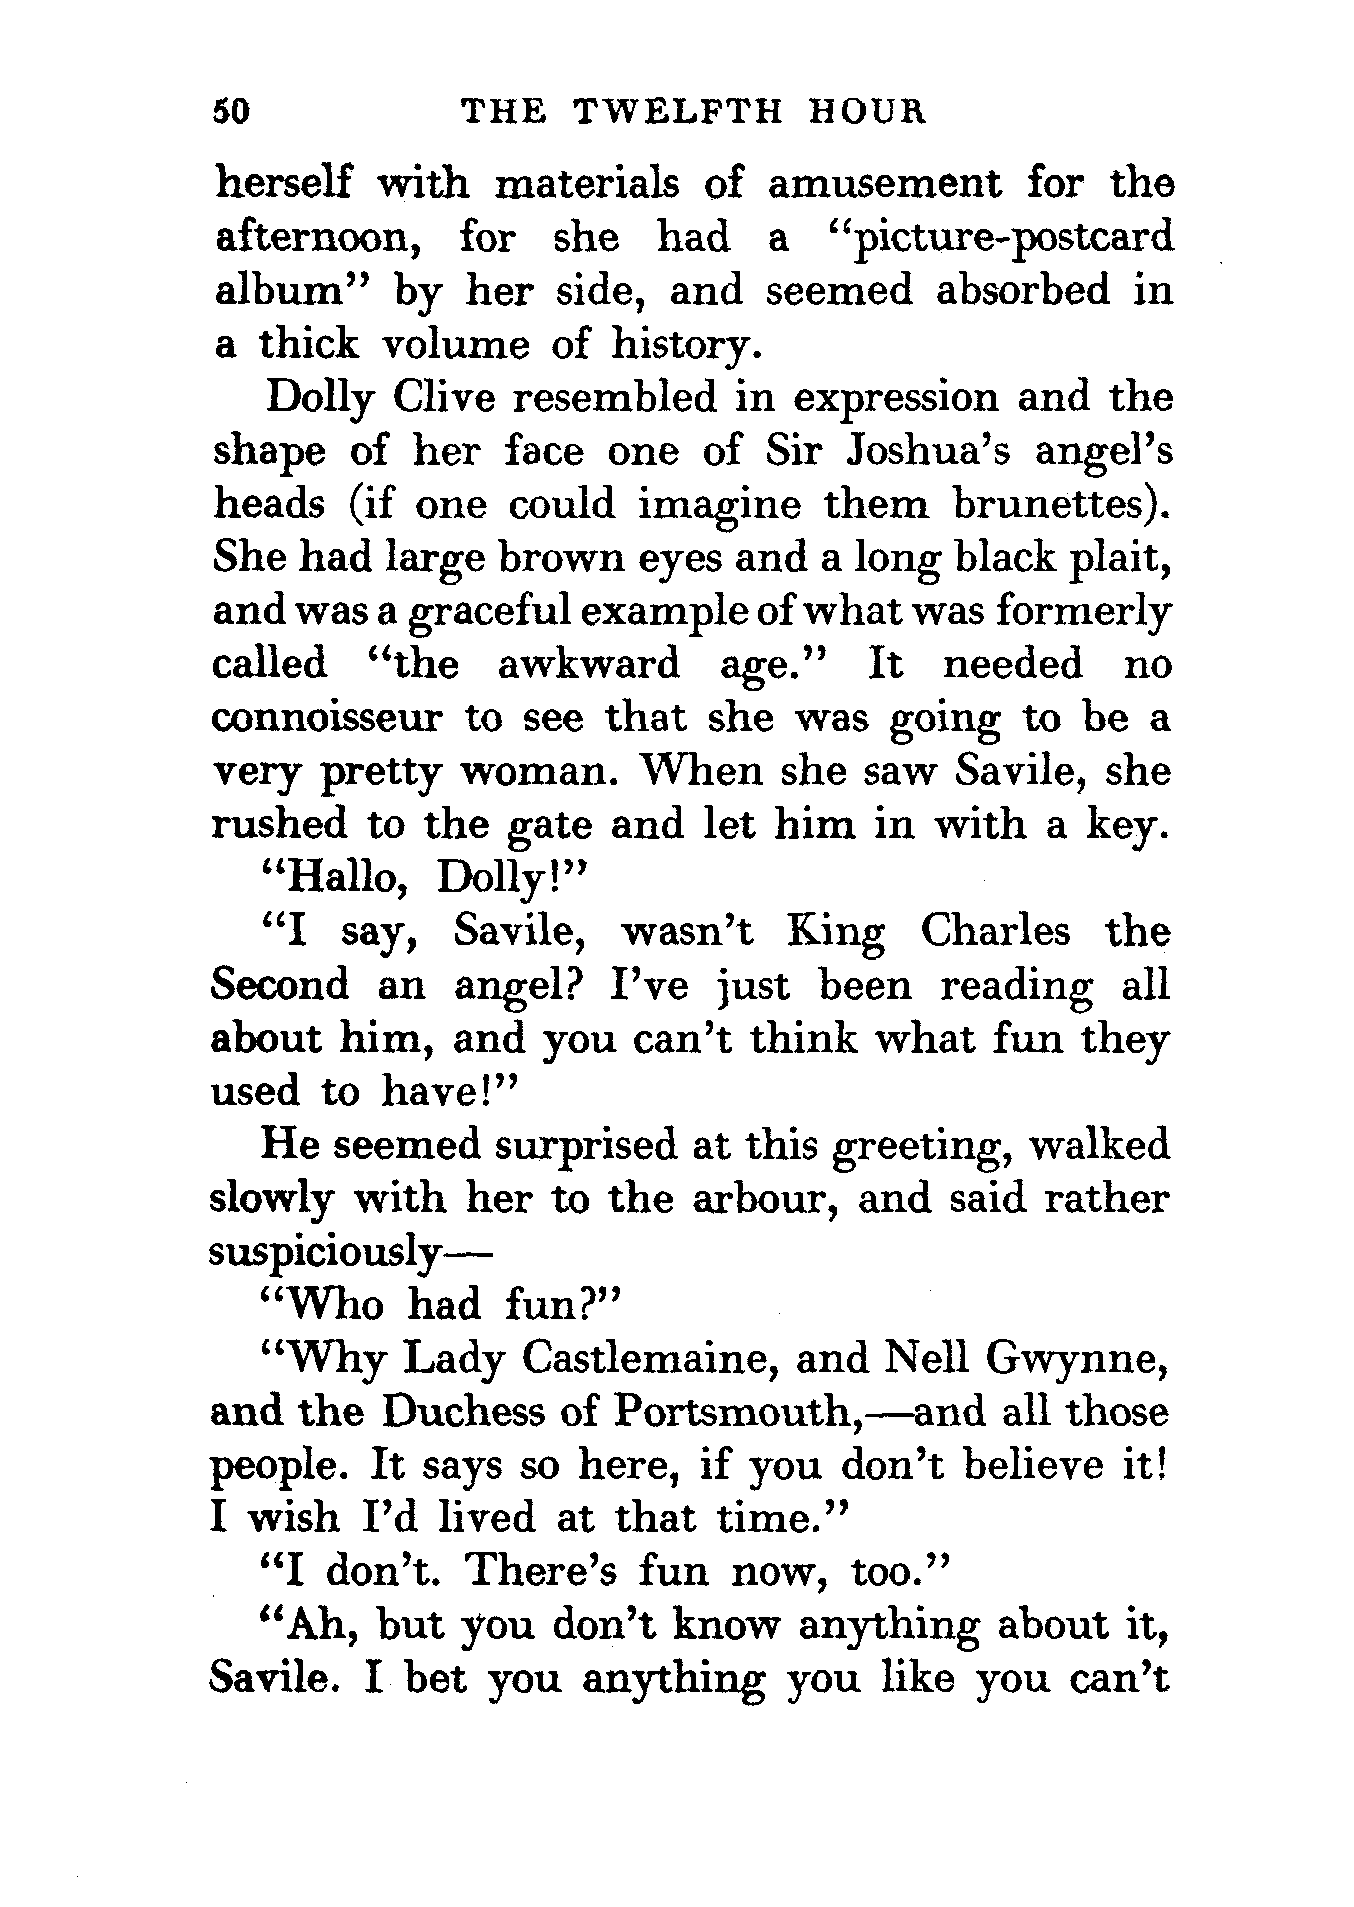 50 THE TWELFTH HOUR
herself with materials of amusement for the
afternoon, for she had a “picture-postcard
album” by her side, and seemed absorbed in
a thick volume of history.
Dolly Clive resembled in expression and the
shape of her face one of Sir Joshua’s angel’s
heads (if one could imagine them brunettes).
She had large brown eyes and a long black plait,
and was a graceful example of what was formerly
called “the awkward age.” It needed no
connoisseur to see that she was going to be a
very pretty woman. When she saw Savile, she
rushed to the gate and let him in with a key.
“Hallo, Dolly!”
“I say, Savile, wasn’t King Charles the
Second an angel? I’ve just been reading all
about him, and you can’t think what fun they
used to have!”
He seemed surprised at this greeting, walked
slowly with her to the arbour, and said rather
suspiciously—
“Who had fun?”
“Why Lady Castlemaine, and Nell Gwynne,
and the Duchess of Portsmouth,—and all those
people. It says so here, if you don’t believe it!
I wish I’d lived at that time.”
“I don’t. There’s fun now, too.”
“Ah, but you don’t know anything about it,
Savile. I bet you anything you like you can’t